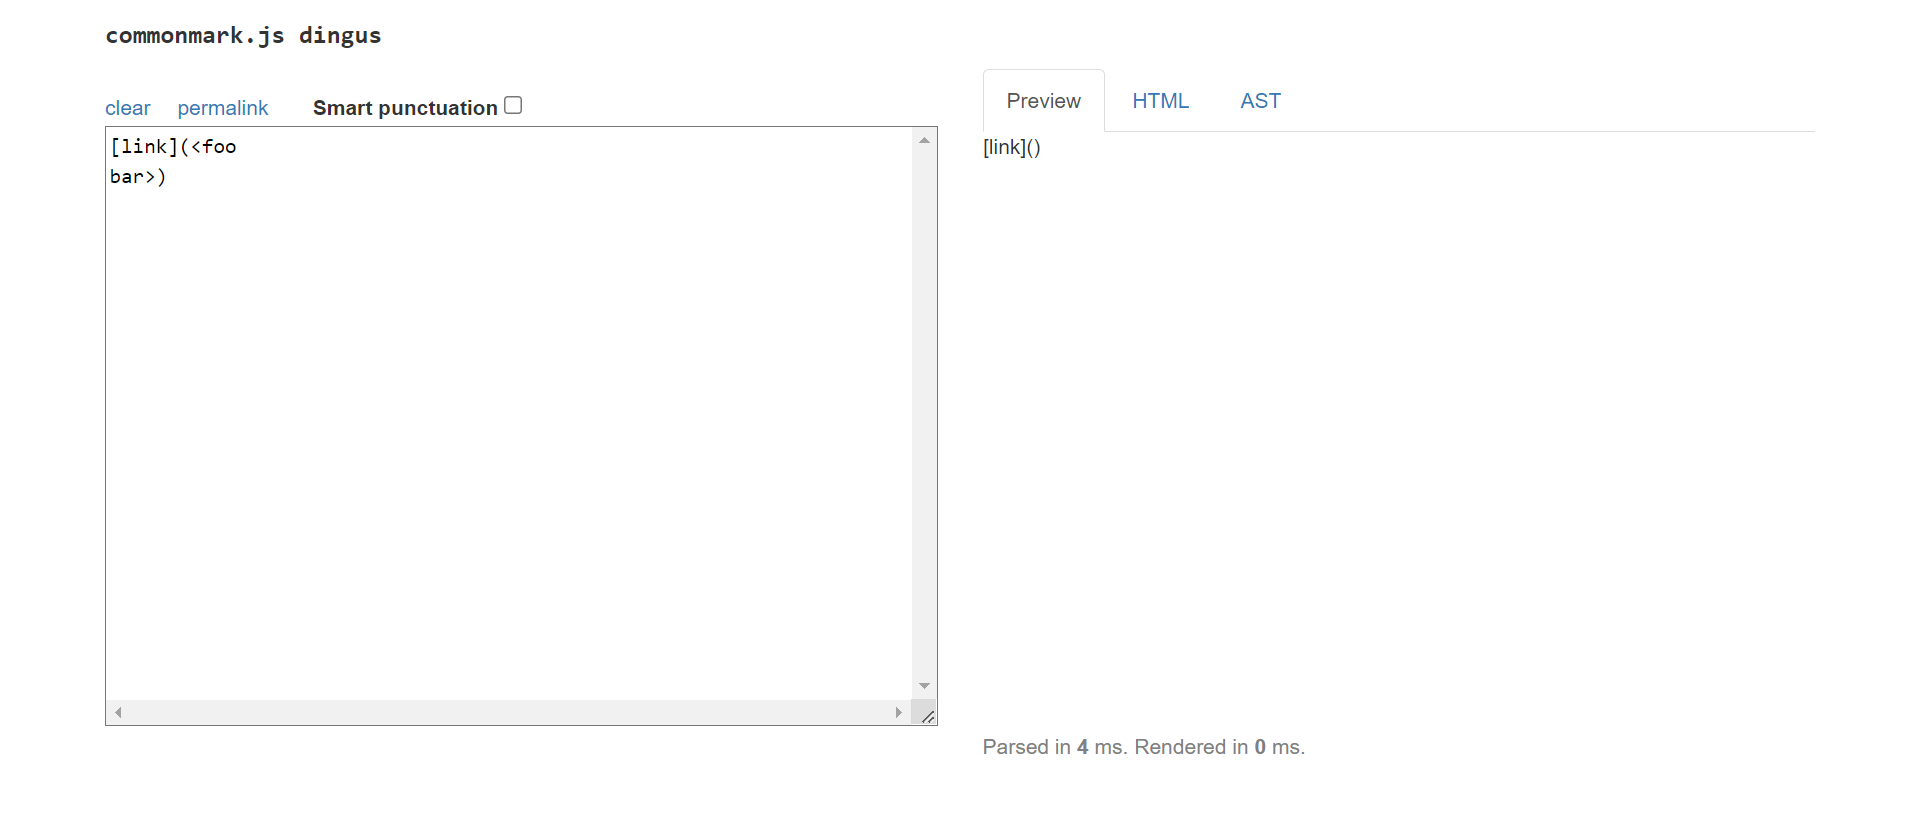 commonmark.js dingus
clear permalink Smart punctuation
[link](<foo
bar>)
Preview HTML AST
[link]()
Parsed in 4 ms. Rendered in 0 ms.